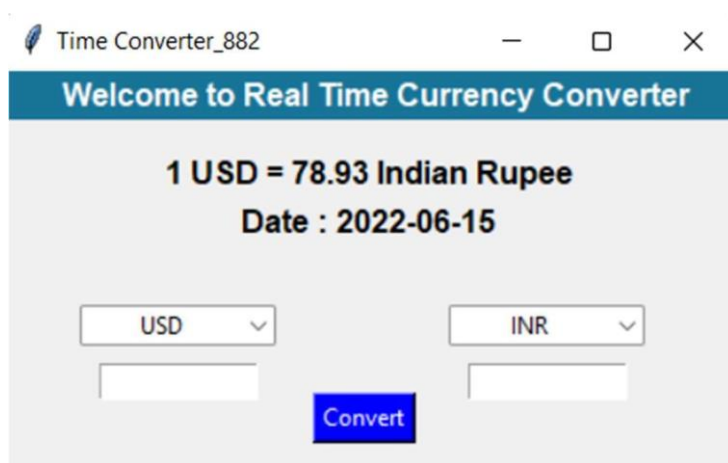 Time Converter_882
Welcome to Real Time Currency Converter
1 USD = 78.93 Indian Rupee
Date : 2022-06-15
USD INR
Convert